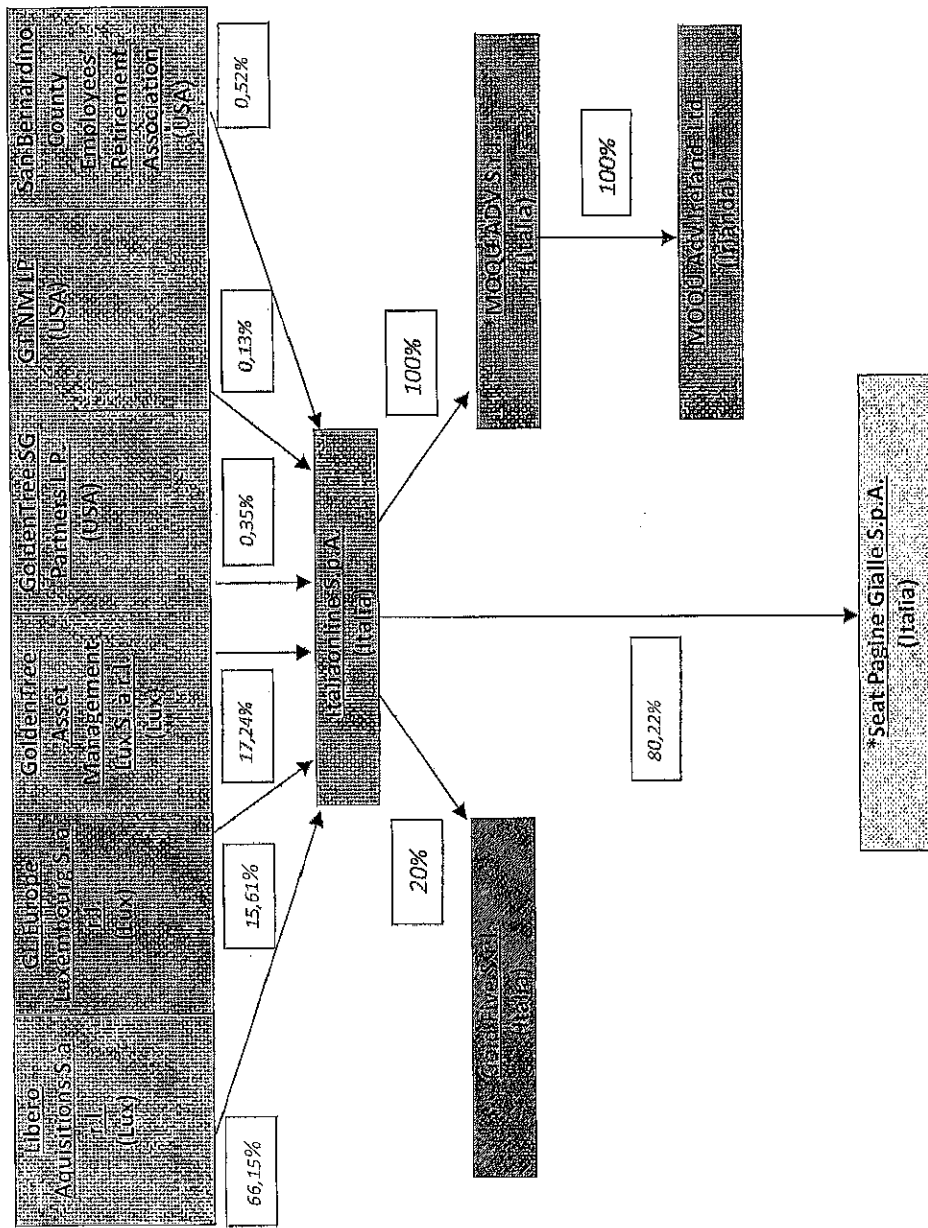 Libero
Aquisitions S.a
r.l.
(Lux)
GL Europe
Luxembourg S.a
r.l.
(Lux)
GoldenTree
Asset
Management
Lux S. a r.l.
(Lux)
GoldenTree SG
Partners L.P.
(USA)
GT NM LP
(USA)
San Bernardino
County
Employees'
Retirement
Association
(USA)
66,15%
15,61%
17,24%
0,35%
0,13%
0,52%
Italiaonline S.p.A.
(Italia)
20%
100%
(Italia)
*MOQU ADV S.r.l.
(Italia)
80,22%
100%
*MOQU Adv Ireland Ltd
(Irlanda)
*Seat Pagine Gialle S.p.A.
(Italia)